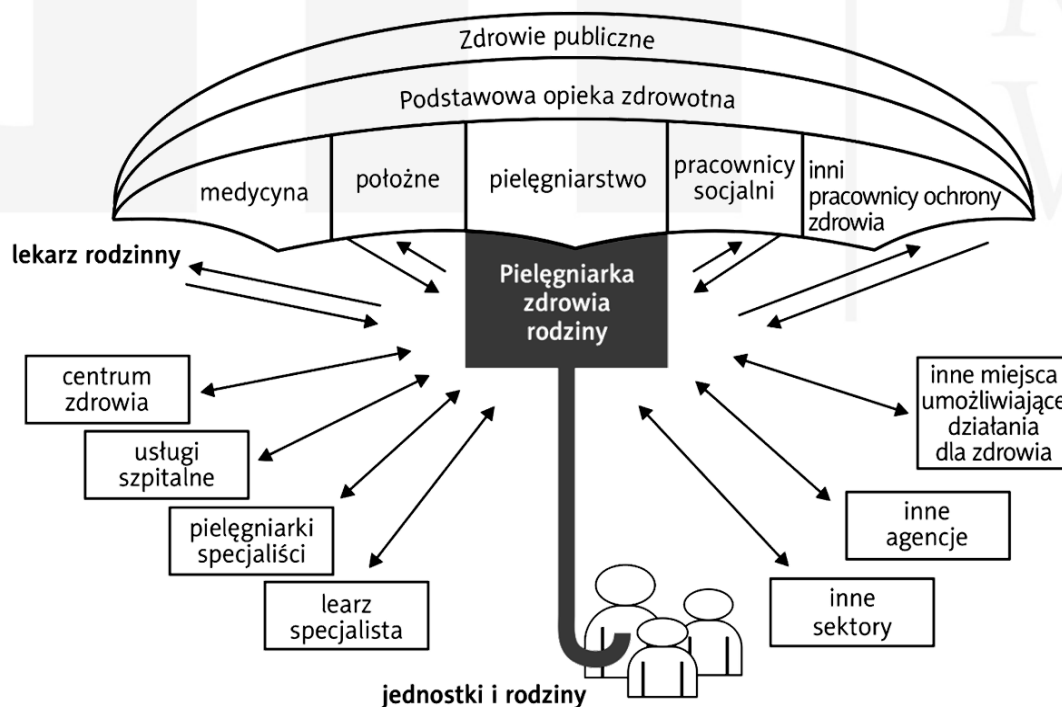 Zdrowie publiczne
Podstawowa opieka zdrowotna
medycyna
położne
pielęgniarstwo
pracownicy
socjalni
inni
pracownicy ochrony
zdrowia
lekarz rodzinny
Pielęgniarka
zdrowia
rodziny
centrum
zdrowia
usługi
szpitalne
pielęgniarki
specjaliści
learz
specjalista
inne miejsca
umożliwiające
działania
dla zdrowia
inne
agencje
inne
sektory
jednostki i rodziny